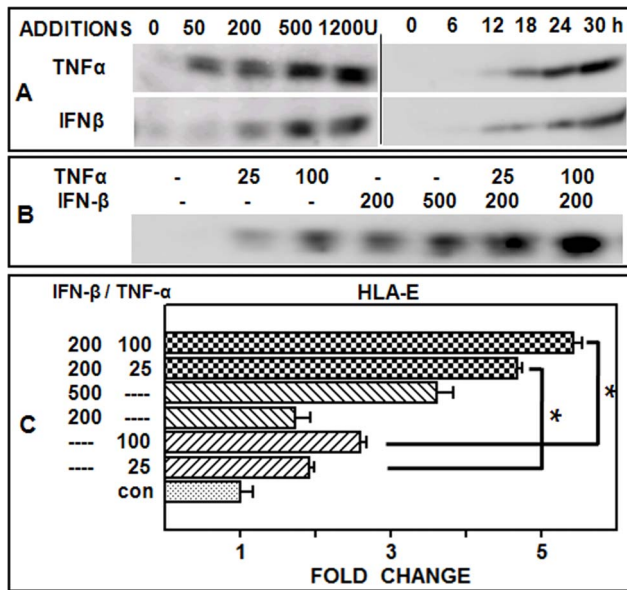 ADDITIONS 0 50 200 500 1200U 0 6 12 18 24 30 h
TNFα
A
IFNβ
TNFα - 25 100 - - 25 100
B
IFN-β - - - 200 500 200 200
IFN-β / TNF-α HLA-E
200 100
200 25
500 ----
C
200 ----
---- 100
---- 25
con
*
*
1 3 5
FOLD CHANGE